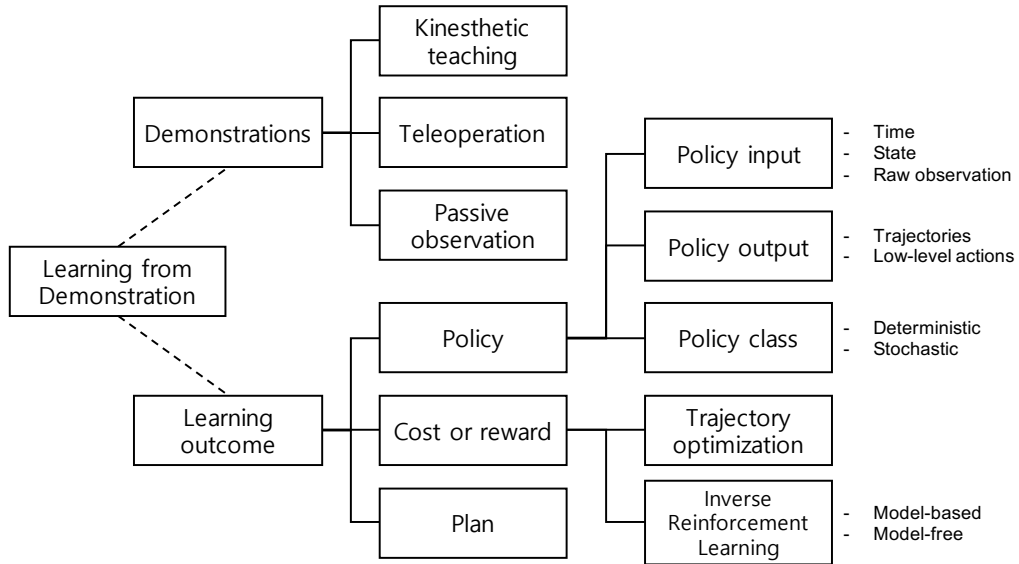 Kinesthetic
teaching
Demonstrations
Teleoperation
Passive
observation
Learning from
Demonstration
Learning
outcome
Policy
Cost or reward
Plan
Policy input
- Time
- State
- Raw observation
Policy output
- Trajectories
- Low-level actions
Policy class
- Deterministic
- Stochastic
Trajectory
optimization
Inverse
Reinforcement
Learning
- Model-based
- Model-free